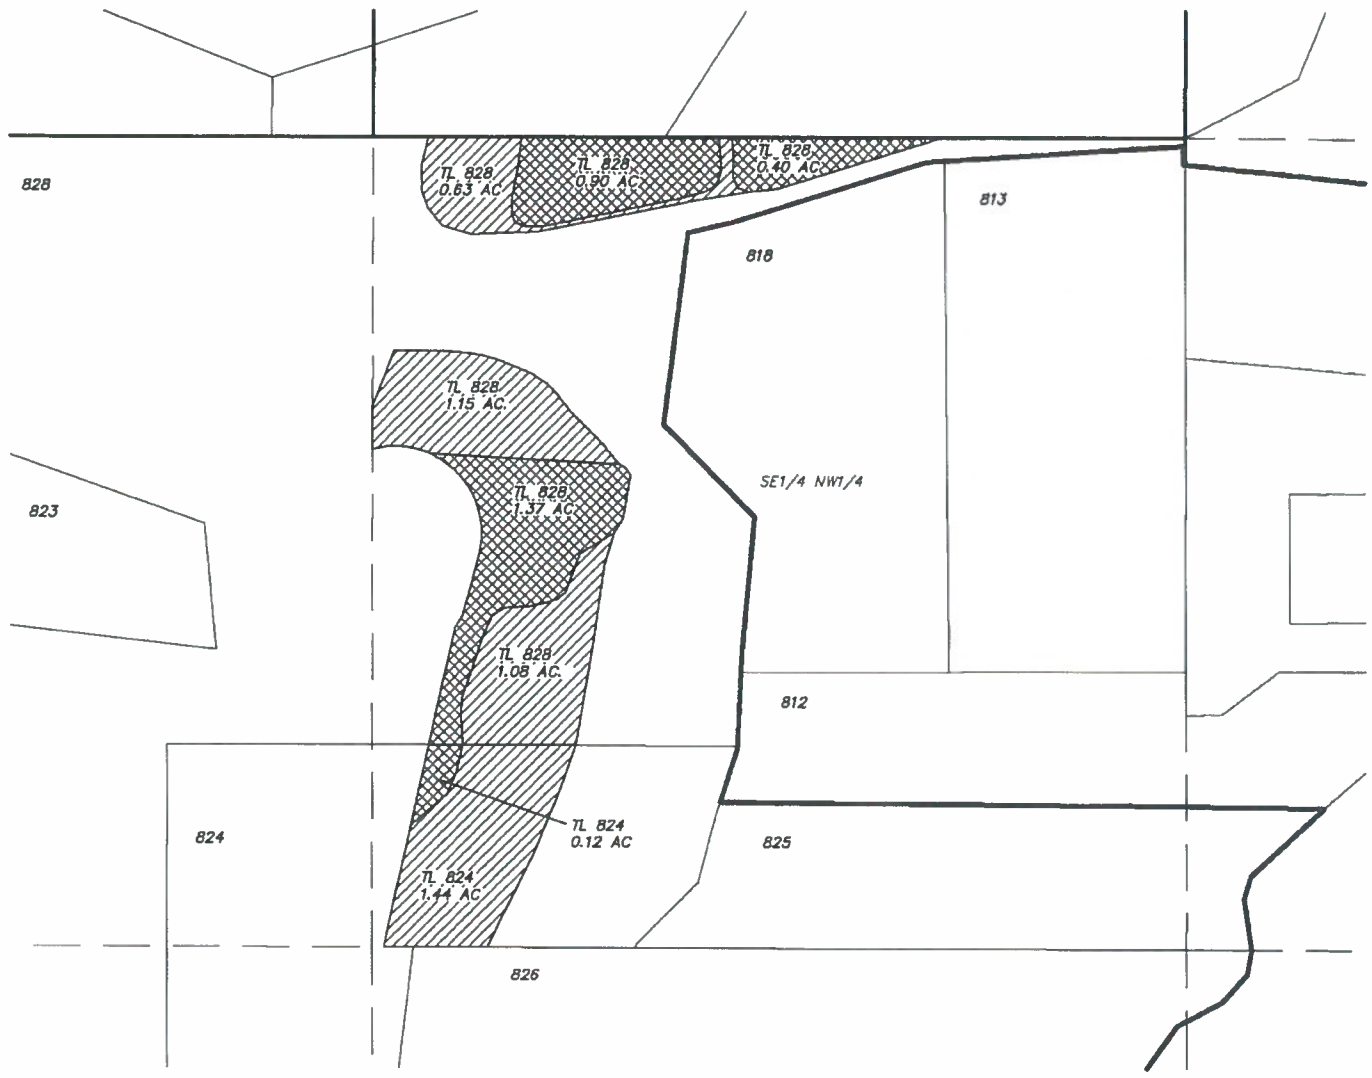 828
TL 828
0.63 AC
TL 828
0.90 AC
TL 828
0.40 AC
813
818
TL 828
1.15 AC.
SE1/4 NW1/4
TL 828
1.37 AC
823
TL 828
1.08 AC.
812
824
TL 824
0.12 AC
825
TL 824
1.44 AC
826